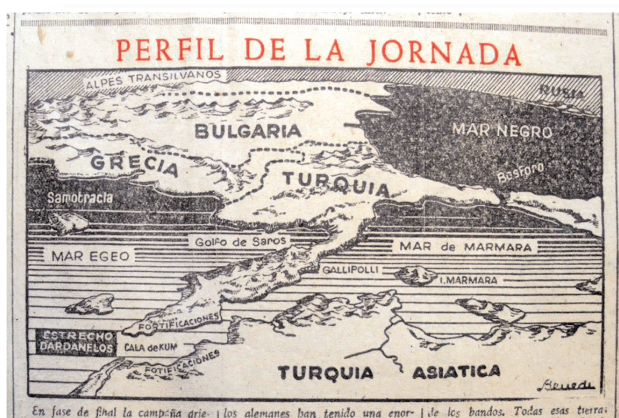 PERFIL DE LA JORNADA
ALPES TRANSILVANOS
RUSIA
BULGARIA
MAR NEGRO
GRECIA
TURQUIA
Bosforo
Samotracia
Golfo de Saros
MAR de MARMARA
MAR EGEO
GALLIPOLLI
I. MARMARA
FORTIFICACIONES
ESTRECHO
DARDANELOS
CALA de KUM
FOTIFICACIONES
TURQUIA ASIATICA
En fase de final la campaña grie-
los alemanes han tenido una enor-
de los bandos. Todas esas tierra